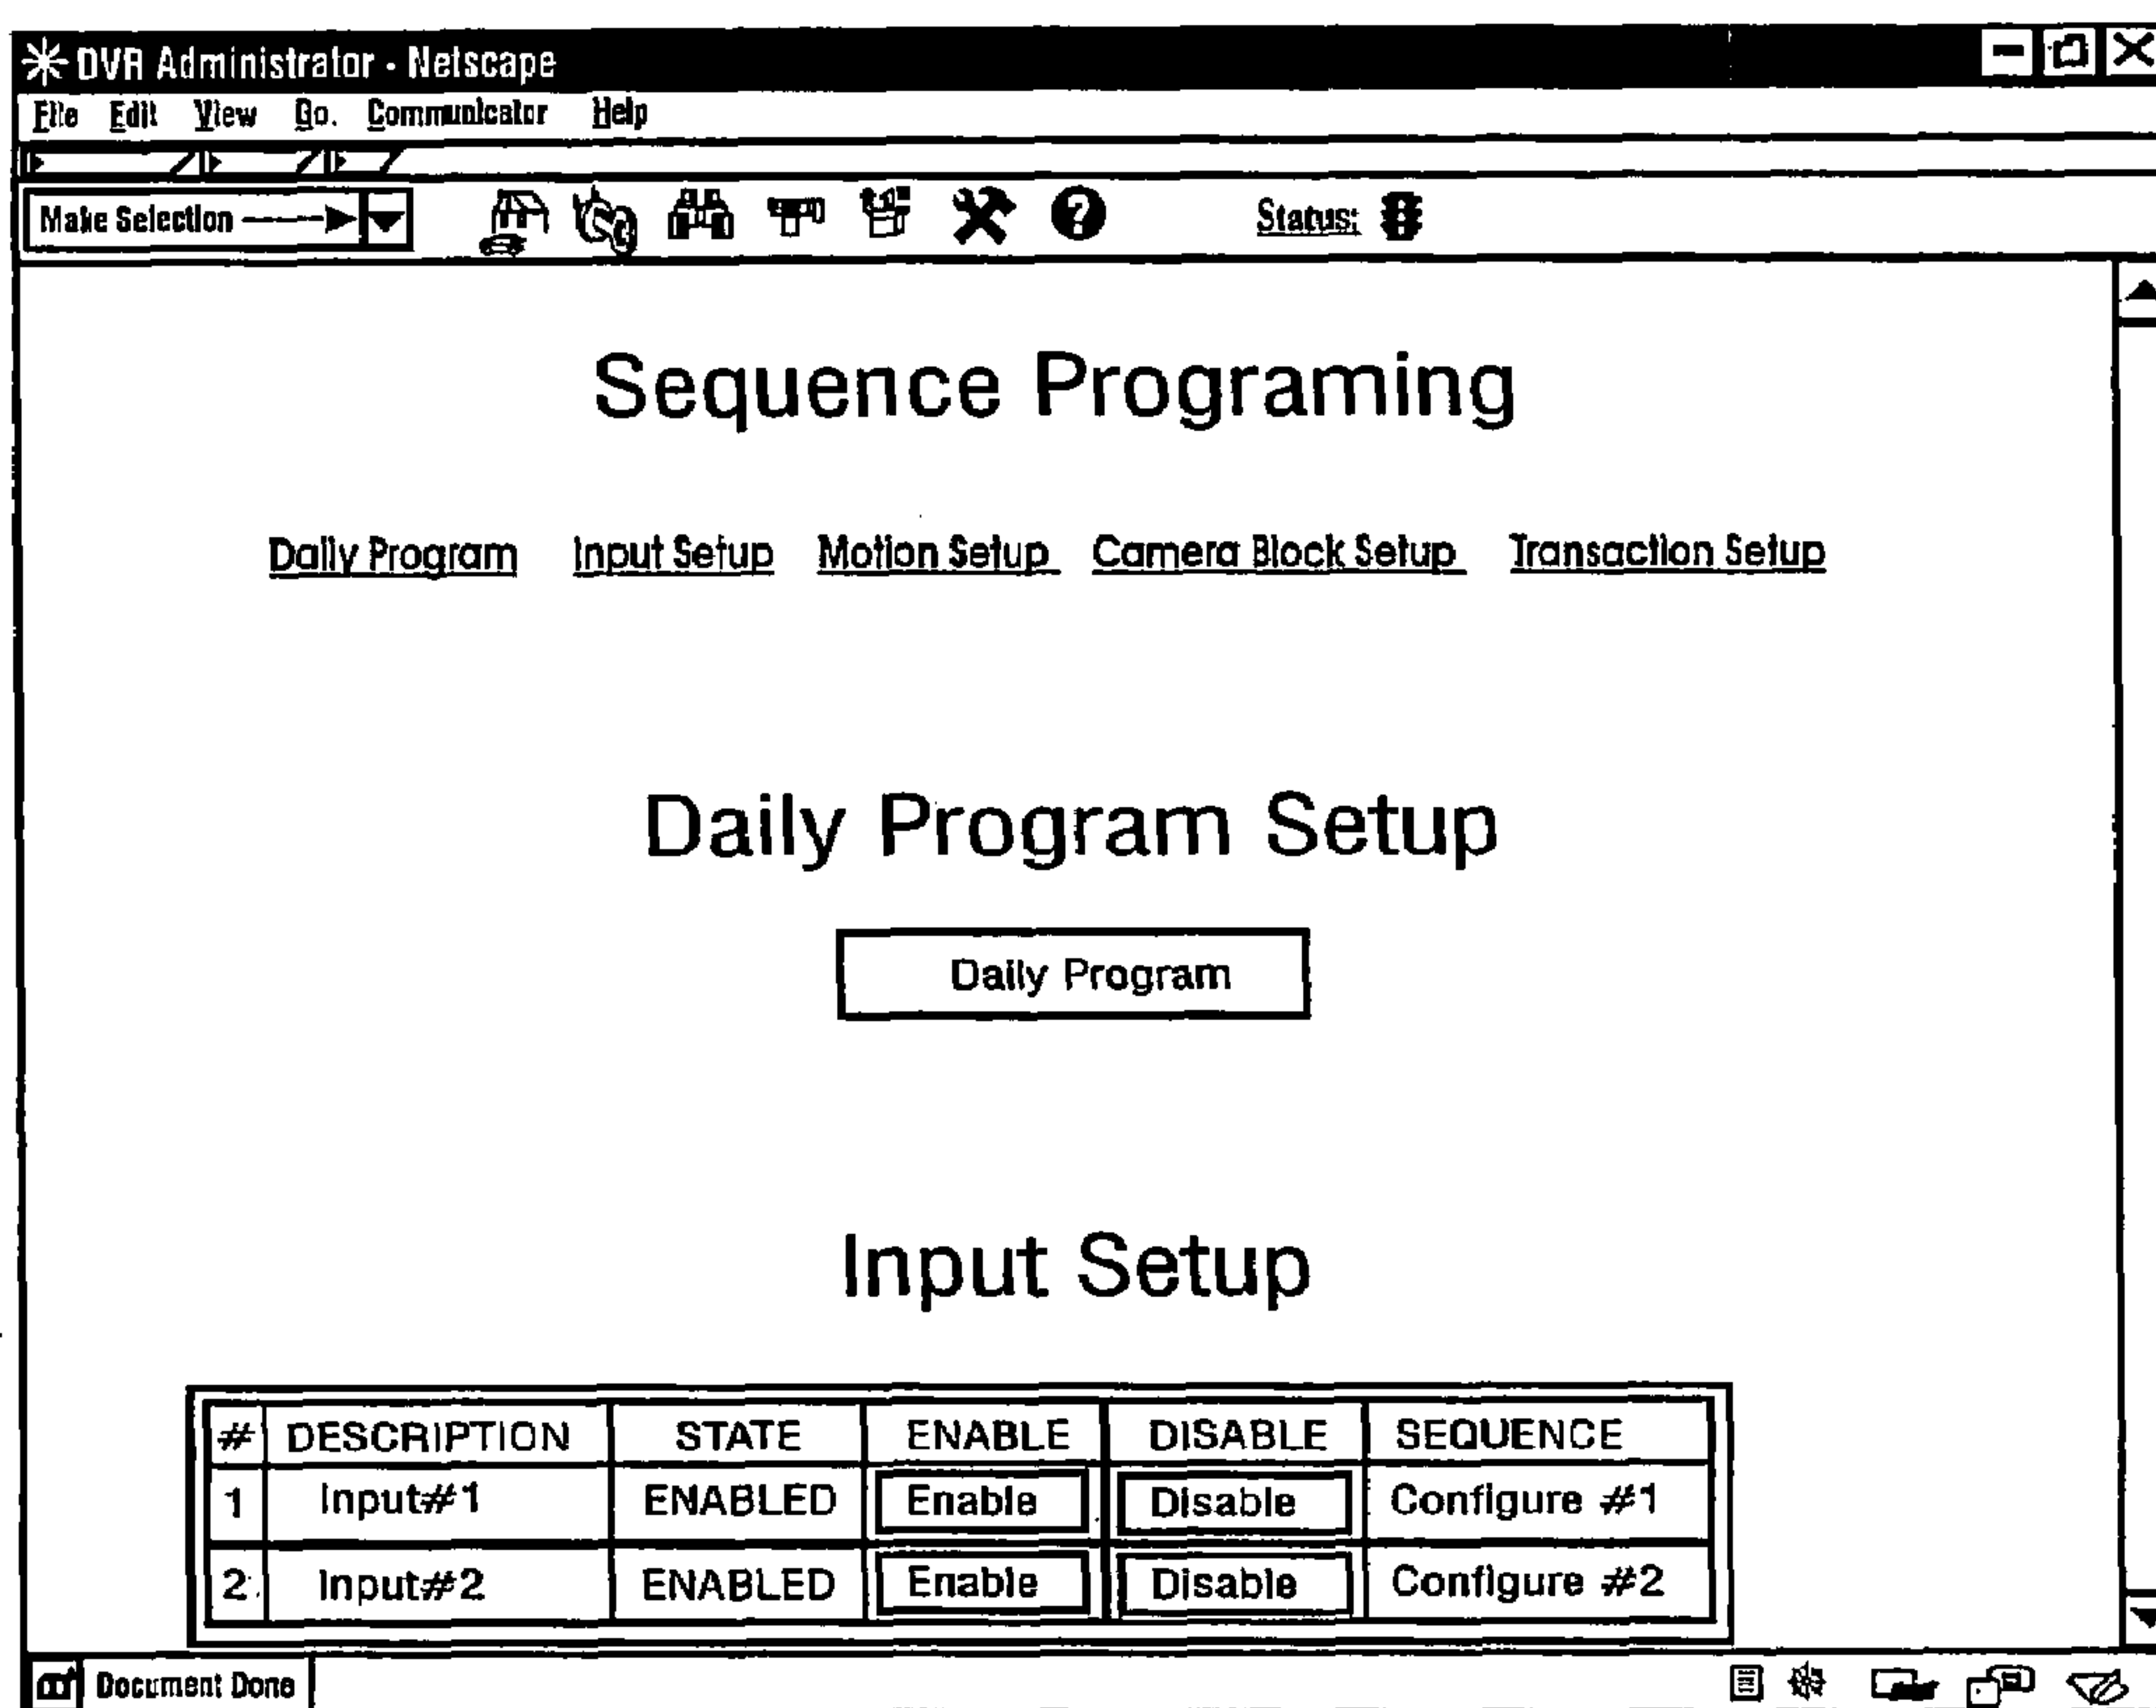 DVR Administrator - Netscape
File Edit View Go. Communicator Help
Make Selection Status:
Sequence Programing
Daily Program Input Setup Motion Setup Camera Block Setup Transaction Setup
Daily Program Setup
Daily Program
Input Setup
# DESCRIPTION STATE ENABLE DISABLE SEQUENCE
1 Input#1 ENABLED Enable Disable Configure #1
2 Input#2 ENABLED Enable Disable Configure #2
Document Done